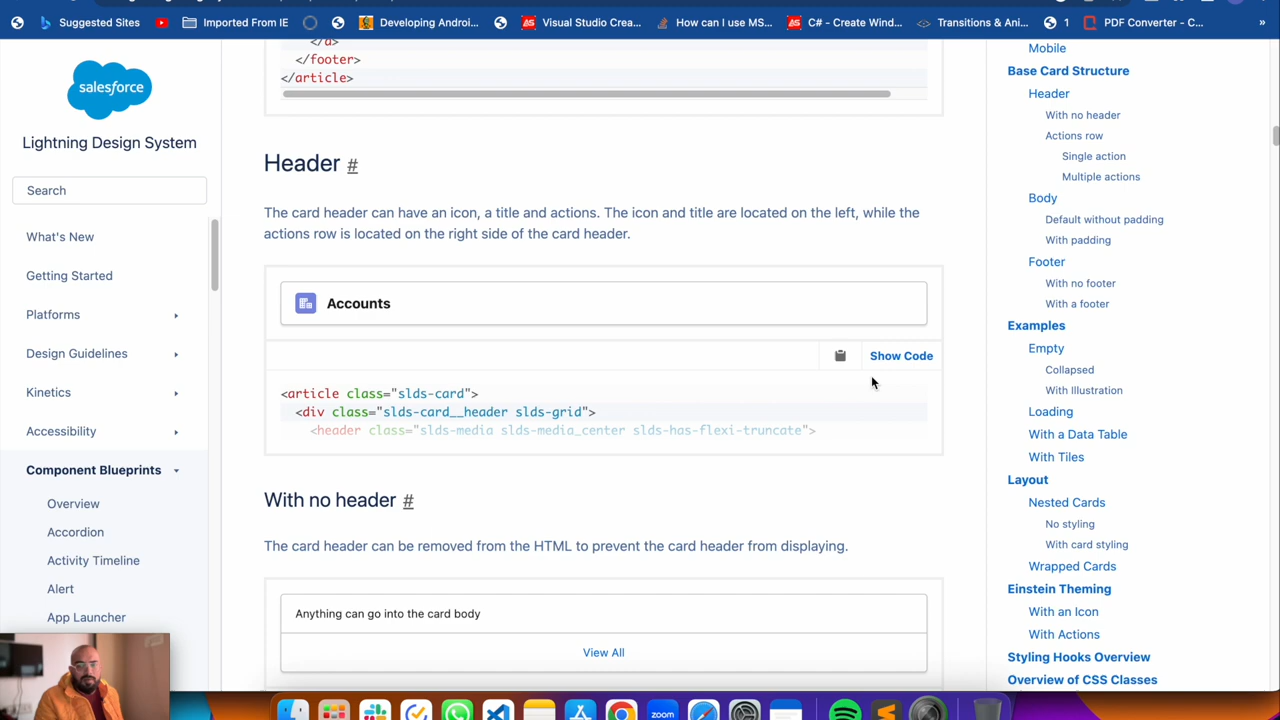 Suggested Sites
Imported From IE
Developing Androi...
Visual Studio Crea...
How can I use MS...
C# - Create Wind...
Transitions & Ani...
1
PDF Converter - C...
»
salesforce
Lightning Design System
Search
What's New
Getting Started
Platforms
Design Guidelines
Kinetics
Accessibility
Component Blueprints
Overview
Accordion
Activity Timeline
Alert
App Launcher
</a>
</footer>
</article>
Header #
The card header can have an icon, a title and actions. The icon and title are located on the left, while the
actions row is located on the right side of the card header.
Accounts
Show Code
<article class="slds-card">
<div class="slds-card__header slds-grid">
<header class="slds-media slds-media_center slds-has-flexi-truncate">
With no header #
The card header can be removed from the HTML to prevent the card header from displaying.
Anything can go into the card body
View All
Mobile
Base Card Structure
Header
With no header
Actions row
Single action
Multiple actions
Body
Default without padding
With padding
Footer
With no footer
With a footer
Examples
Empty
Collapsed
With Illustration
Loading
With a Data Table
With Tiles
Layout
Nested Cards
No styling
With card styling
Wrapped Cards
Einstein Theming
With an Icon
With Actions
Styling Hooks Overview
Overview of CSS Classes
zoom